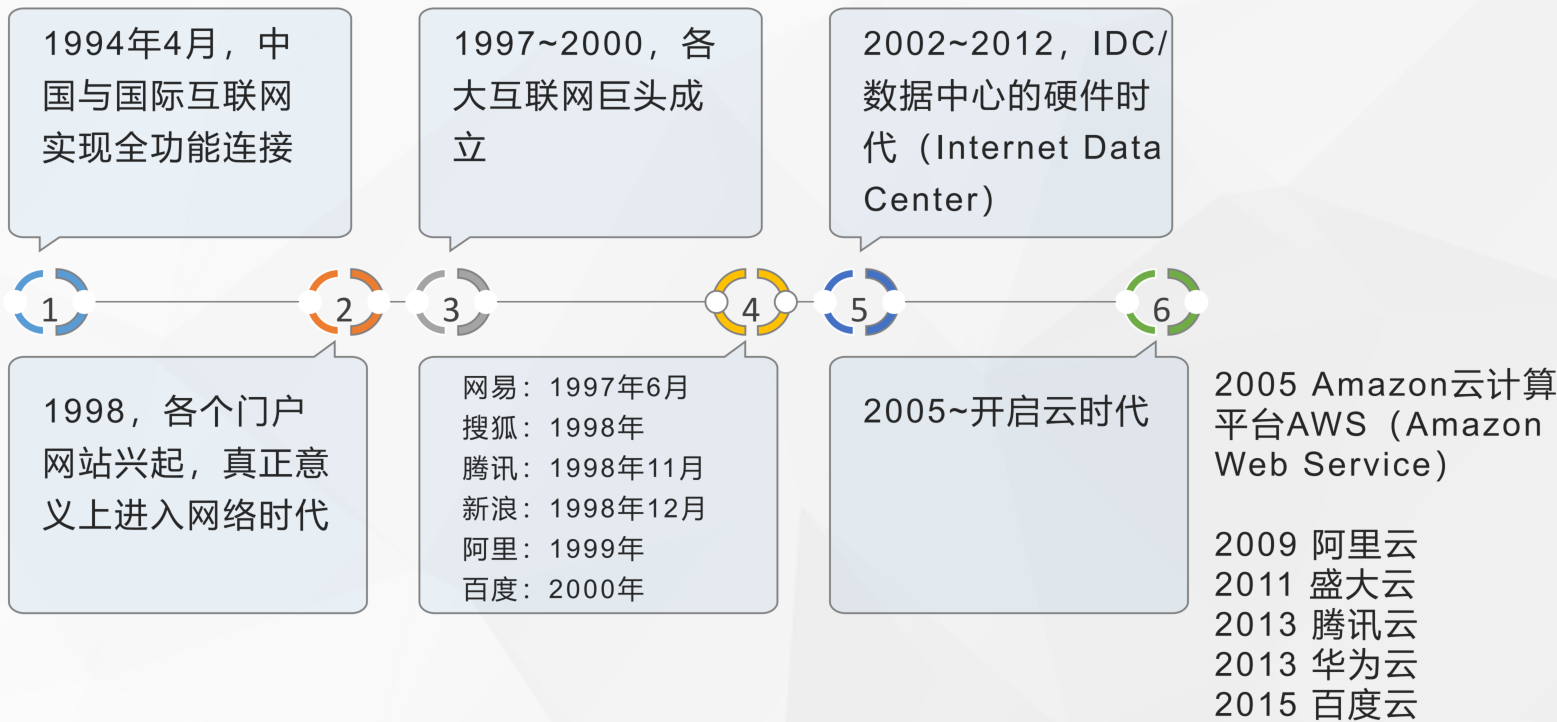 1994年4月，中
国与国际互联网
实现全功能连接
1997~2000，各
大互联网巨头成
立
2002~2012，IDC/
数据中心的硬件时
代（Internet Data
Center）
1
2
3
4
5
6
1998，各个门户
网站兴起，真正意
义上进入网络时代
网易：1997年6月
搜狐：1998年
腾讯：1998年11月
新浪：1998年12月
阿里：1999年
百度：2000年
2005~开启云时代
2005 Amazon云计算
平台AWS（Amazon
Web Service）
2009 阿里云
2011 盛大云
2013 腾讯云
2013 华为云
2015 百度云